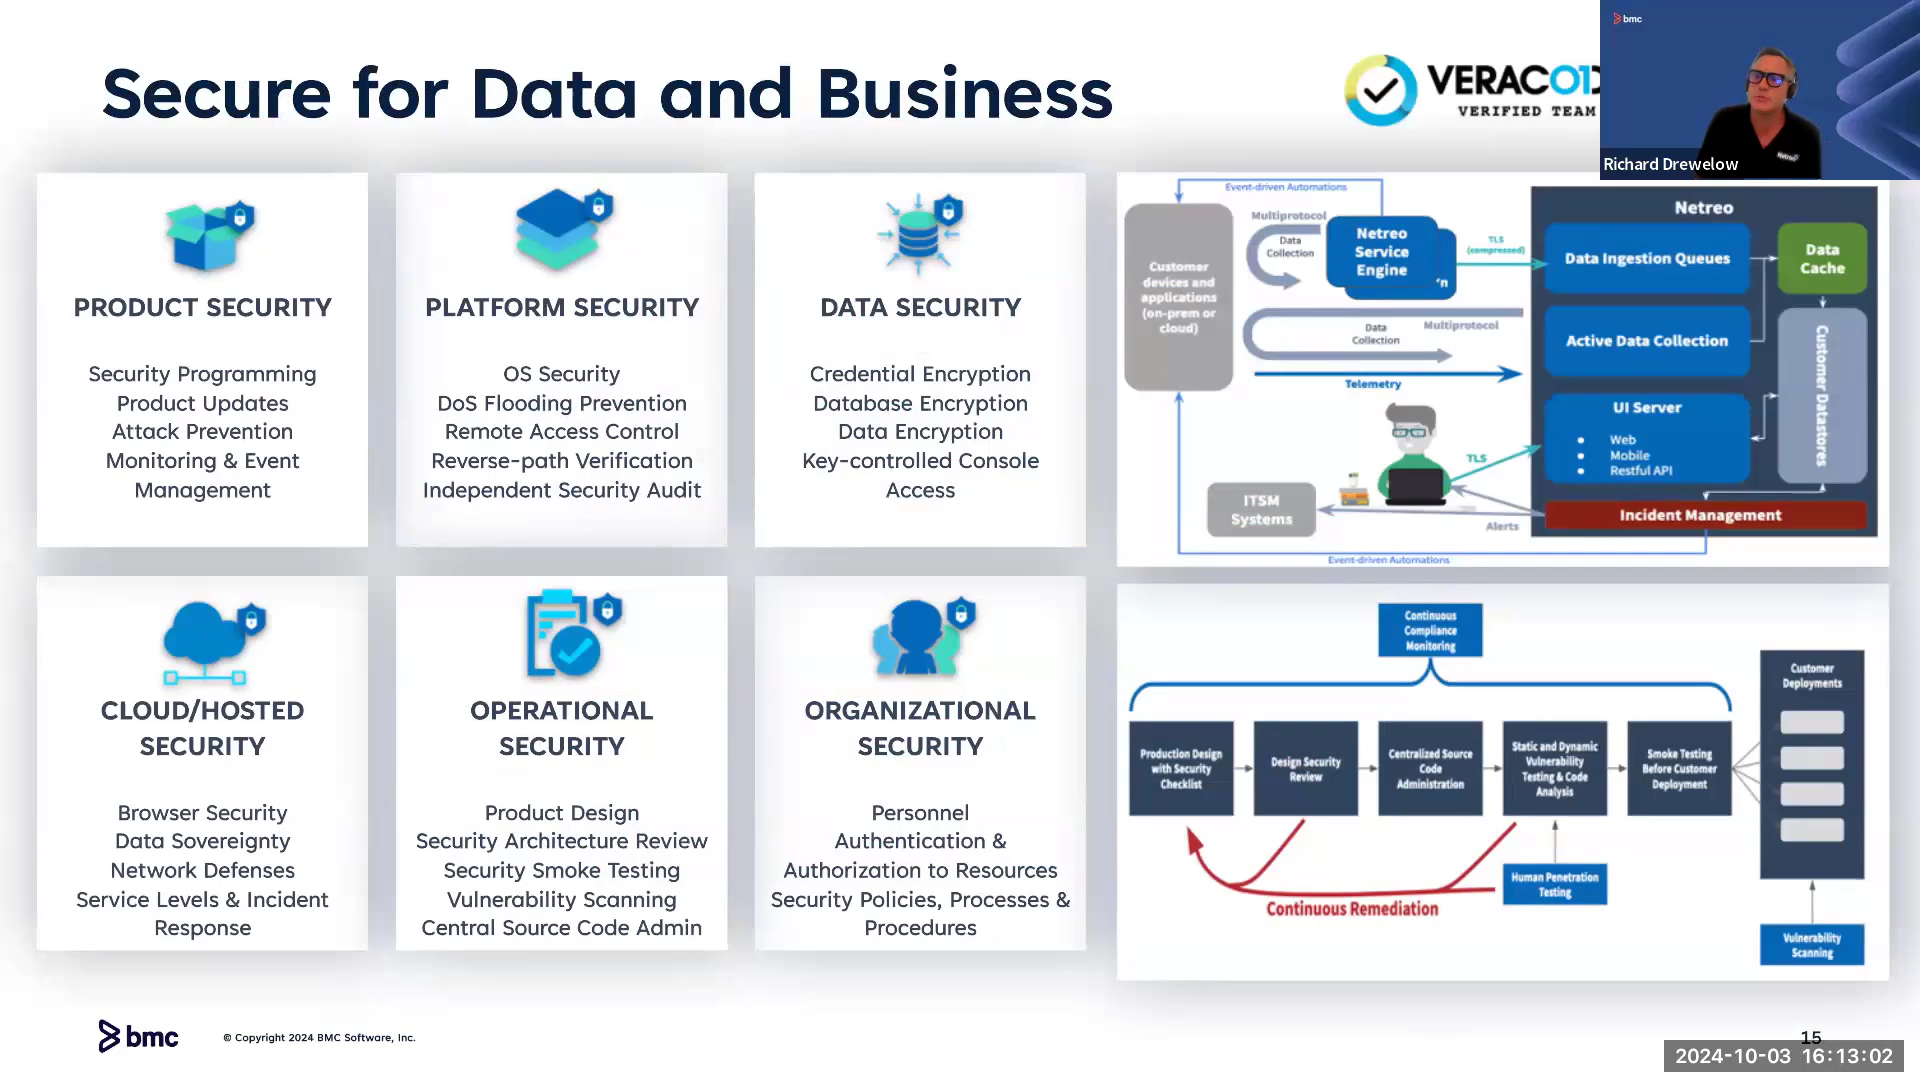 Secure for Data and Business
VERACODE
VERIFIED TEAM
bmc
Netreo
Richard Drewelow
PRODUCT SECURITY
Security Programming
Product Updates
Attack Prevention
Monitoring & Event
Management
PLATFORM SECURITY
OS Security
DoS Flooding Prevention
Remote Access Control
Reverse-path Verification
Independent Security Audit
DATA SECURITY
Credential Encryption
Database Encryption
Data Encryption
Key-controlled Console
Access
CLOUD/HOSTED
SECURITY
Browser Security
Data Sovereignty
Network Defenses
Service Levels & Incident
Response
OPERATIONAL
SECURITY
Product Design
Security Architecture Review
Security Smoke Testing
Vulnerability Scanning
Central Source Code Admin
ORGANIZATIONAL
SECURITY
Personnel
Authentication &
Authorization to Resources
Security Policies, Processes &
Procedures
Event-driven Automations
Customer
devices and
applications
(on-prem or
cloud)
Multiprotocol
Data
Collection
Netreo
Service
Engine
'n
TLS
(compressed)
Netreo
Data Ingestion Queues
Data
Cache
Active Data Collection
Customer Datastores
Data
Collection
Multiprotocol
Telemetry
UI Server
• Web
• Mobile
• Restful API
TLS
ITSM
Systems
Alerts
Incident Management
Event-driven Automations
Continuous
Compliance
Monitoring
Production Design
with Security
Checklist
Design Security
Review
Centralized Source
Code
Administration
Static and Dynamic
Vulnerability
Testing & Code
Analysis
Smoke Testing
Before Customer
Deployment
Customer
Deployments
Human Penetration
Testing
Continuous Remediation
Vulnerability
Scanning
bmc
© Copyright 2024 BMC Software, Inc.
15
2024-10-03 16:13:02